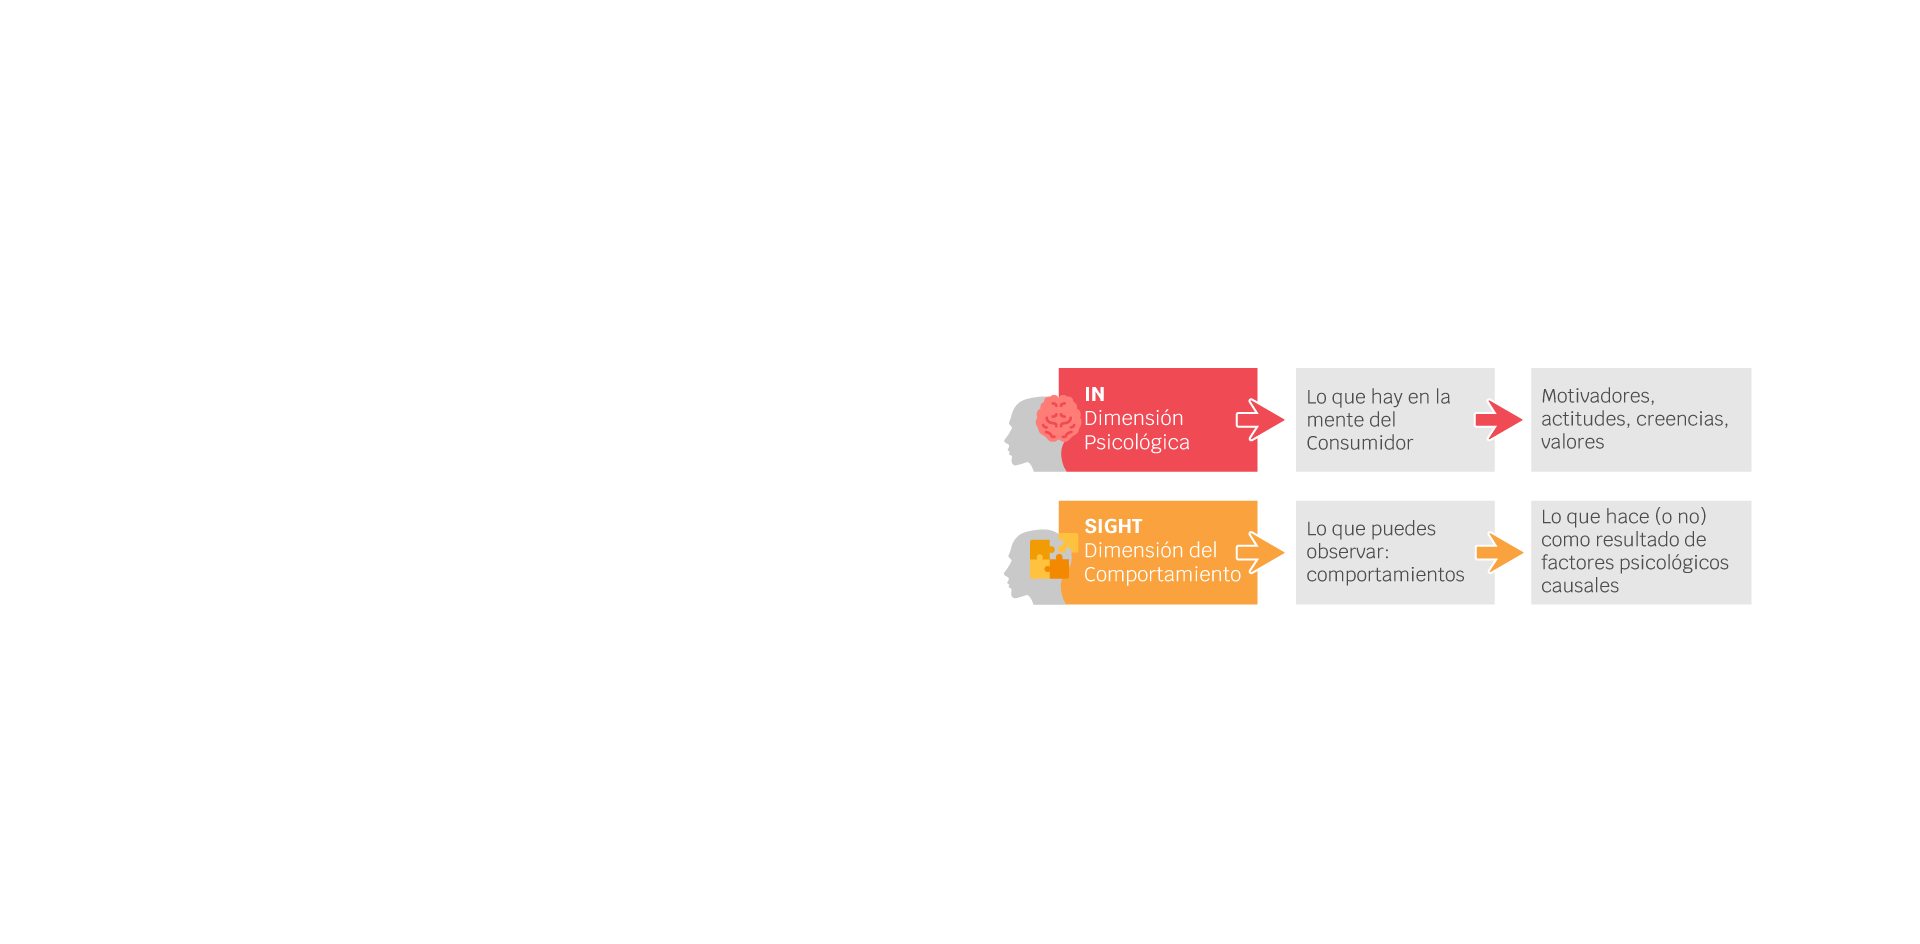 IN
Dimensión
Psicológica
Lo que hay en la
mente del
Consumidor
Motivadores,
actitudes, creencias,
valores
SIGHT
Dimensión del
Comportamiento
Lo que puedes
observar:
comportamientos
Lo que hace (o no)
como resultado de
factores psicológicos
causales